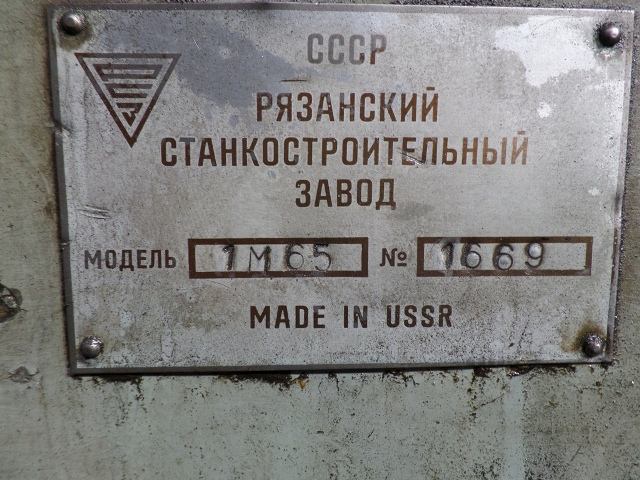 СССР
РЯЗАНСКИЙ
СТАНКОСТРОИТЕЛЬНЫЙ
ЗАВОД
МОДЕЛЬ 1М65 № 1669
MADE IN USSR